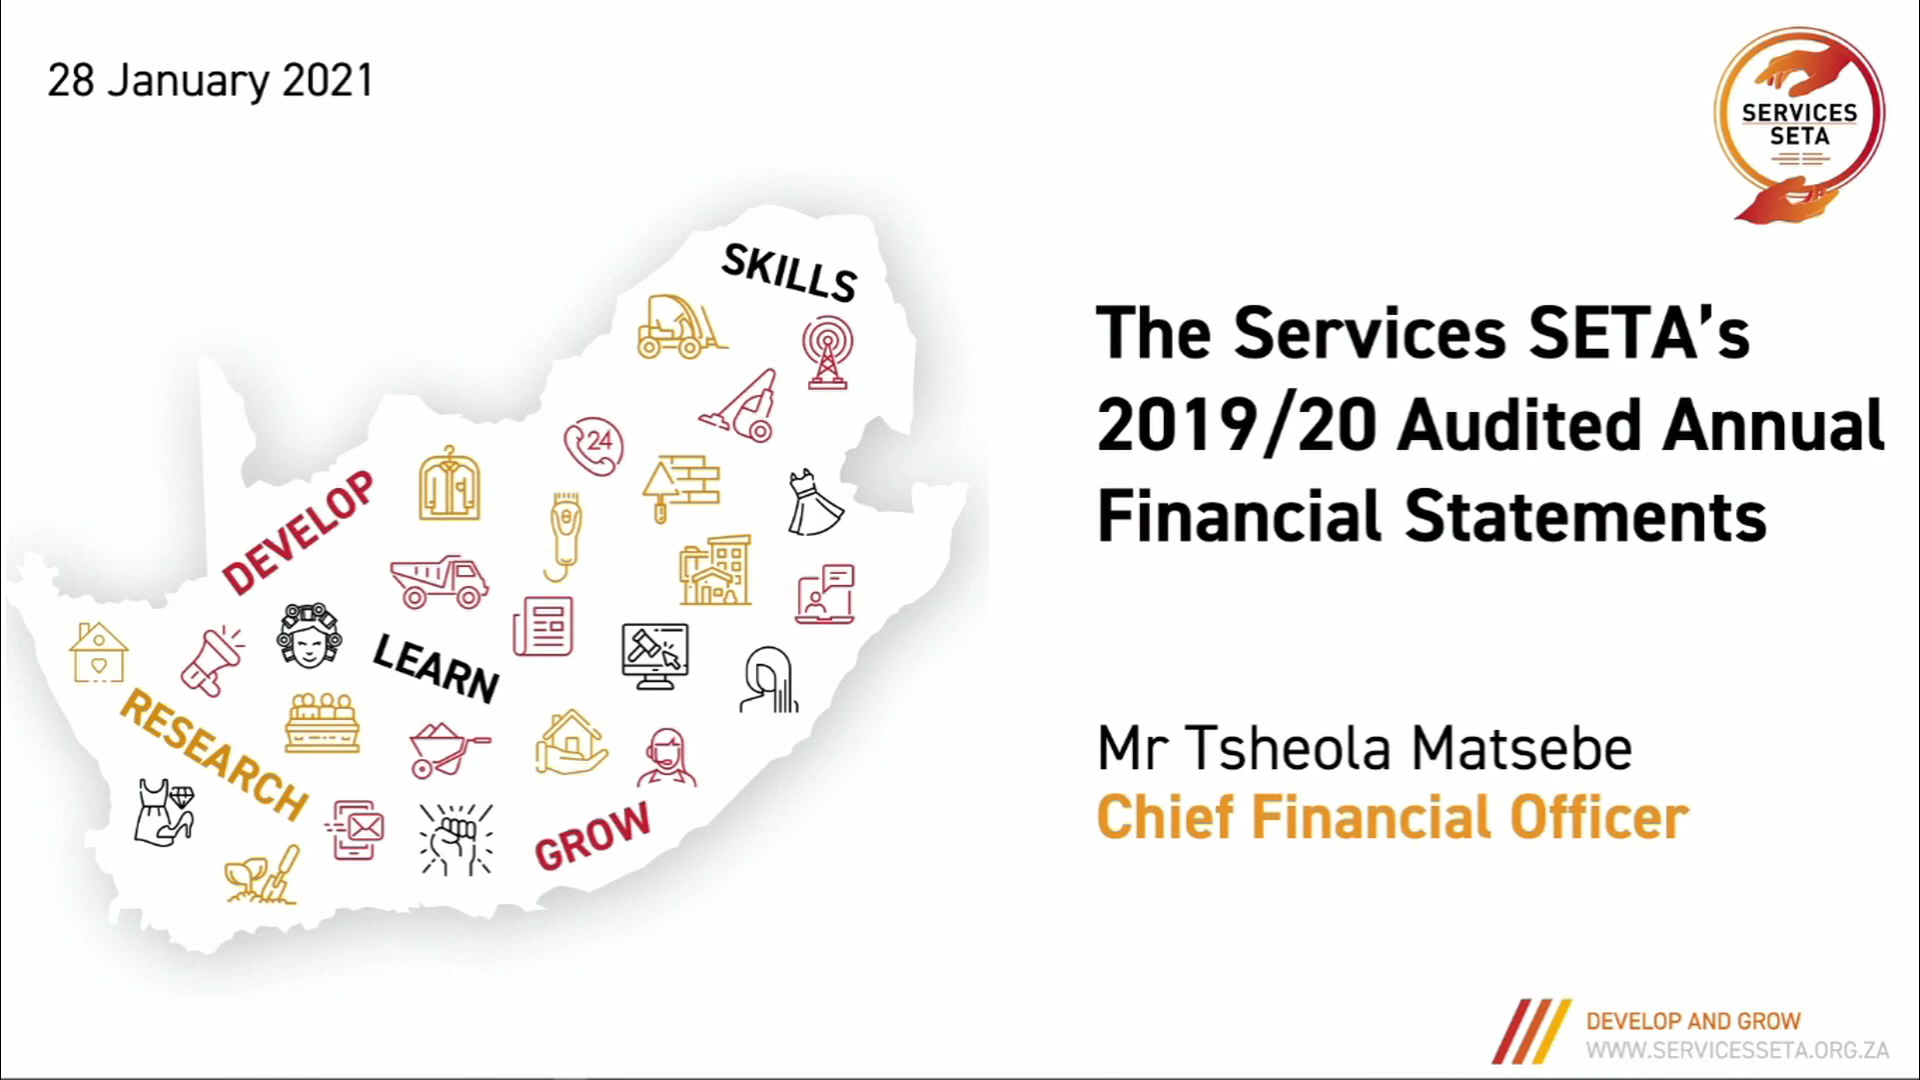 28 January 2021
SERVICES
SETA
SKILLS
24
DEVELOP
LEARN
RESEARCH
GROW
The Services SETA’s
2019/20 Audited Annual
Financial Statements
Mr Tsheola Matsebe
Chief Financial Officer
DEVELOP AND GROW
WWW.SERVICESSETA.ORG.ZA